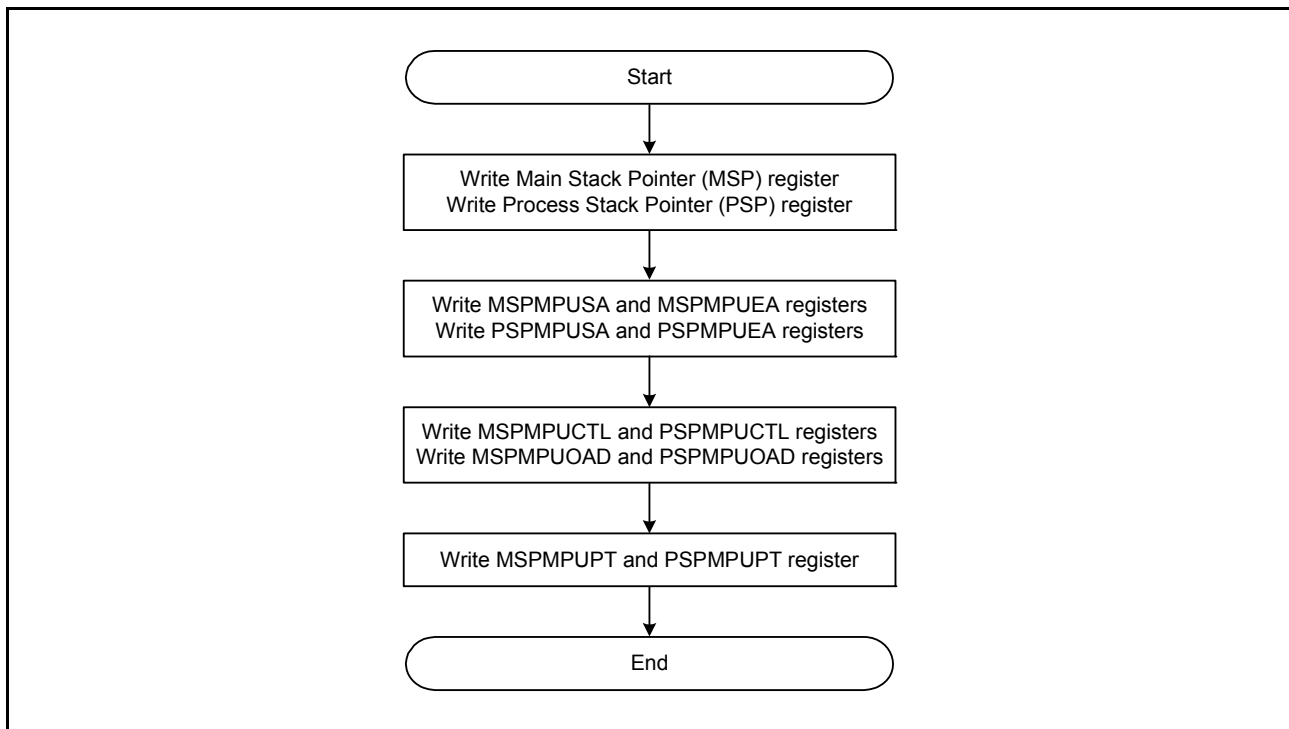 Start
Write Main Stack Pointer (MSP) register
Write Process Stack Pointer (PSP) register
Write MSPMPUSA and MSPMPUEA registers
Write PSPMPUSA and PSPMPUEA registers
Write MSPMPUCTL and PSPMPUCTL registers
Write MSPMPUOAD and PSPMPUOAD registers
Write MSPMPUPT and PSPMPUPT register
End